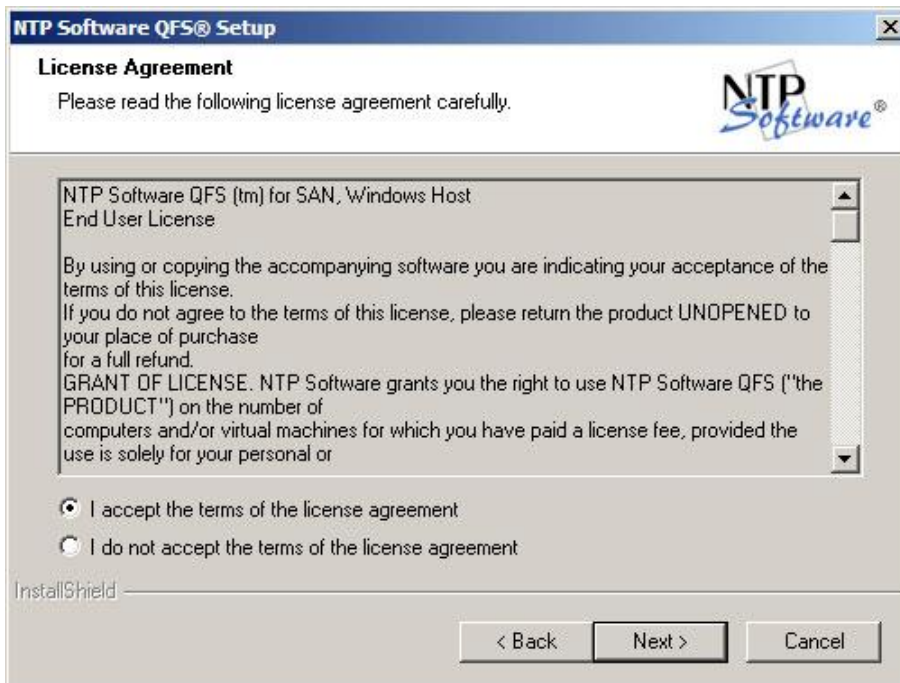 NTP Software QFS® Setup
License Agreement
Please read the following license agreement carefully.
NTP
Software®
NTP Software QFS (tm) for SAN, Windows Host
End User License
By using or copying the accompanying software you are indicating your acceptance of the
terms of this license.
If you do not agree to the terms of this license, please return the product UNOPENED to
your place of purchase
for a full refund.
GRANT OF LICENSE. NTP Software grants you the right to use NTP Software QFS ("the
PRODUCT") on the number of
computers and/or virtual machines for which you have paid a license fee, provided the
use is solely for your personal or
I accept the terms of the license agreement
I do not accept the terms of the license agreement
InstallShield
< Back Next > Cancel